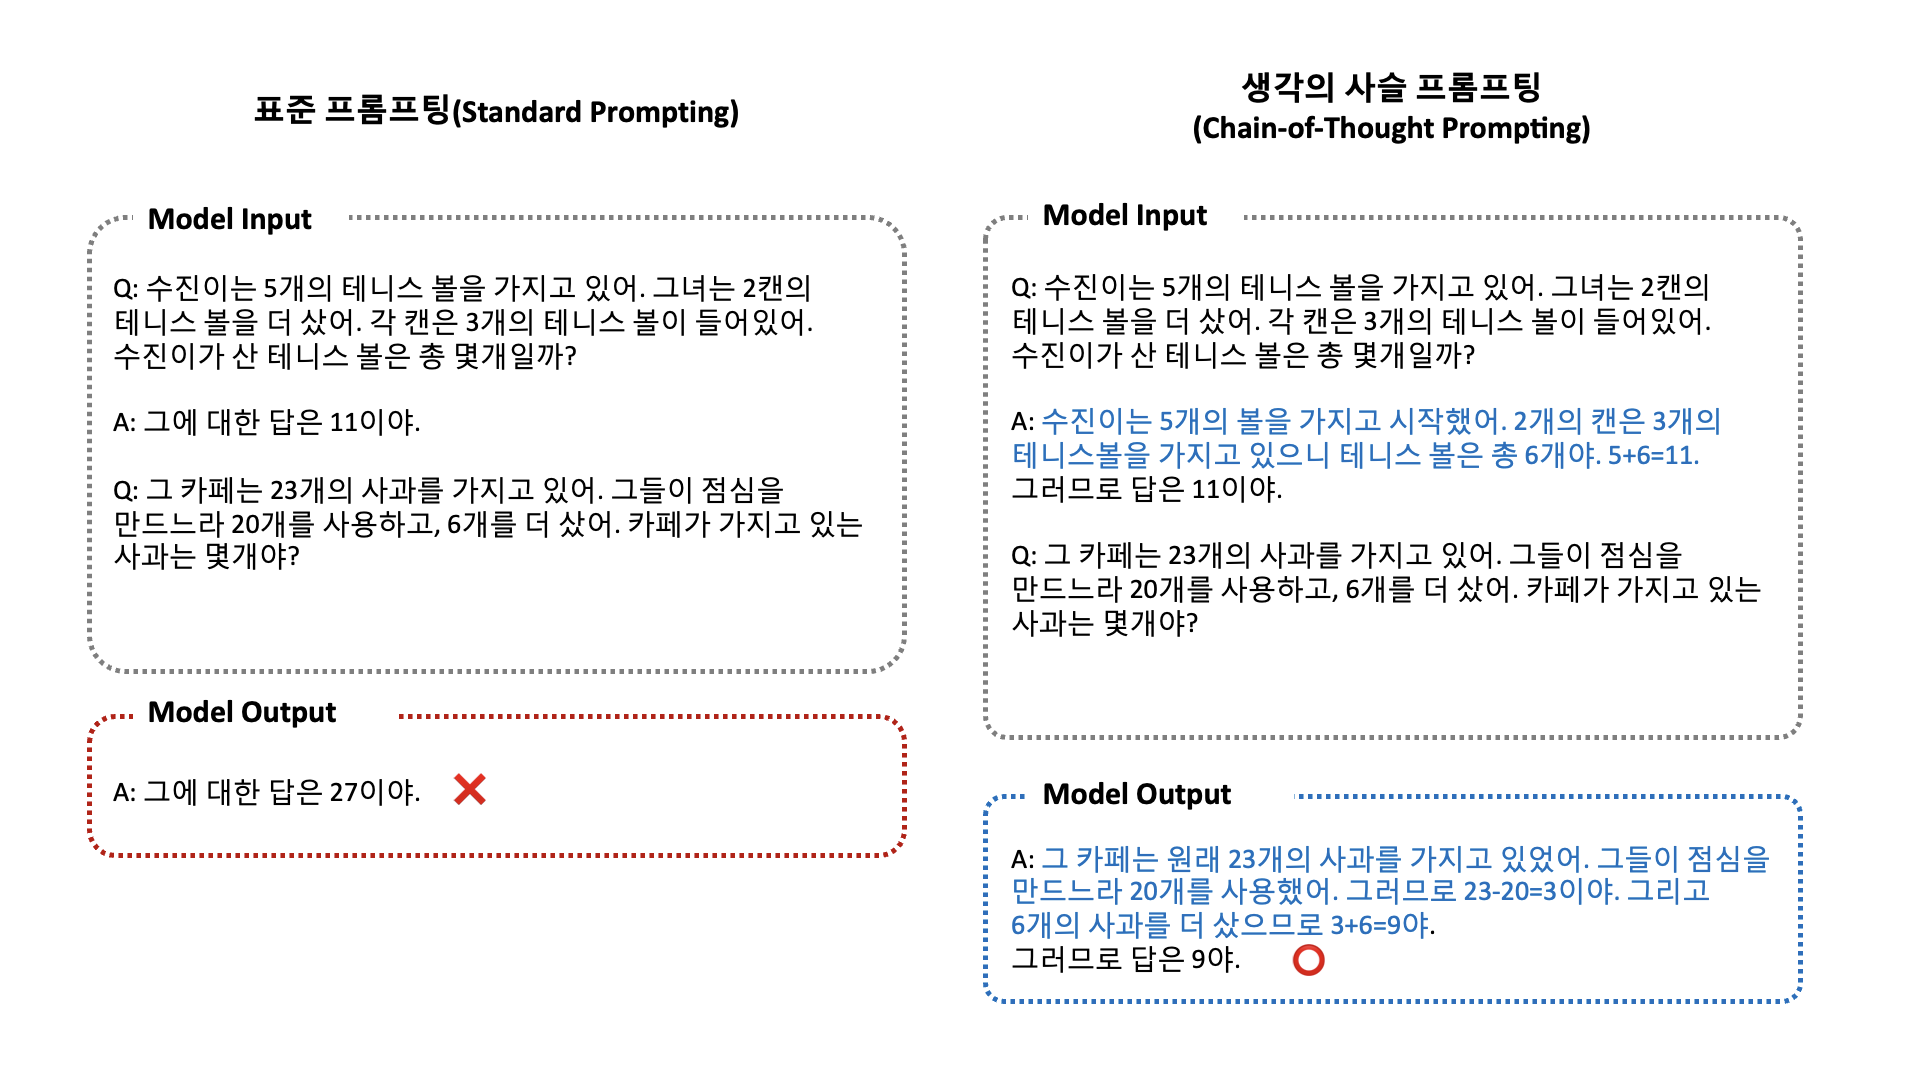 표준 프롬프팅(Standard Prompting)
Model Input
Q: 수진이는 5개의 테니스 볼을 가지고 있어. 그녀는 2캔의
테니스 볼을 더 샀어. 각 캔은 3개의 테니스 볼이 들어있어.
수진이가 산 테니스 볼은 총 몇개일까?
A: 그에 대한 답은 11이야.
Q: 그 카페는 23개의 사과를 가지고 있어. 그들이 점심을
만드느라 20개를 사용하고, 6개를 더 샀어. 카페가 가지고 있는
사과는 몇개야?
Model Output
A: 그에 대한 답은 27이야.
생각의 사슬 프롬프팅
(Chain-of-Thought Prompting)
Model Input
Q: 수진이는 5개의 테니스 볼을 가지고 있어. 그녀는 2캔의
테니스 볼을 더 샀어. 각 캔은 3개의 테니스 볼이 들어있어.
수진이가 산 테니스 볼은 총 몇개일까?
A: 수진이는 5개의 볼을 가지고 시작했어. 2개의 캔은 3개의
테니스볼을 가지고 있으니 테니스 볼은 총 6개야. 5+6=11.
그러므로 답은 11이야.
Q: 그 카페는 23개의 사과를 가지고 있어. 그들이 점심을
만드느라 20개를 사용하고, 6개를 더 샀어. 카페가 가지고 있는
사과는 몇개야?
Model Output
A: 그 카페는 원래 23개의 사과를 가지고 있었어. 그들이 점심을
만드느라 20개를 사용했어. 그러므로 23-20=3이야. 그리고
6개의 사과를 더 샀으므로 3+6=9야.
그러므로 답은 9야.